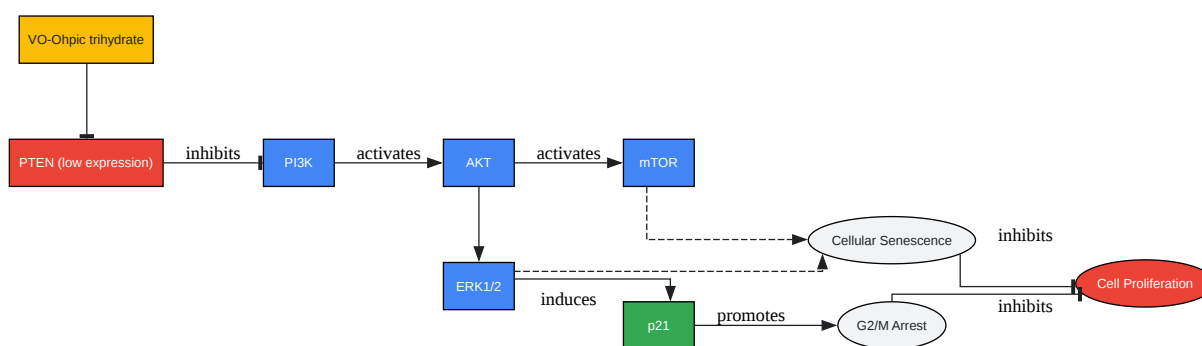 VO-Ohpic trihydrate
PTEN (low expression)
inhibits
PI3K
activates
AKT
activates
mTOR
Cellular Senescence
inhibits
ERK1/2
induces
Cell Proliferation
inhibits
p21
promotes
G2/M Arrest